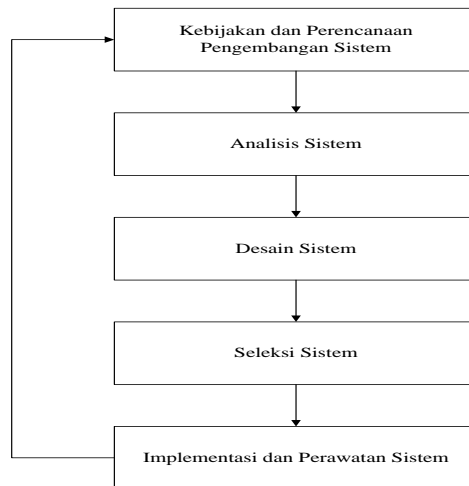 Kebijakan dan Perencanaan
Pengembangan Sistem
Analisis Sistem
Desain Sistem
Seleksi Sistem
Implementasi dan Perawatan Sistem